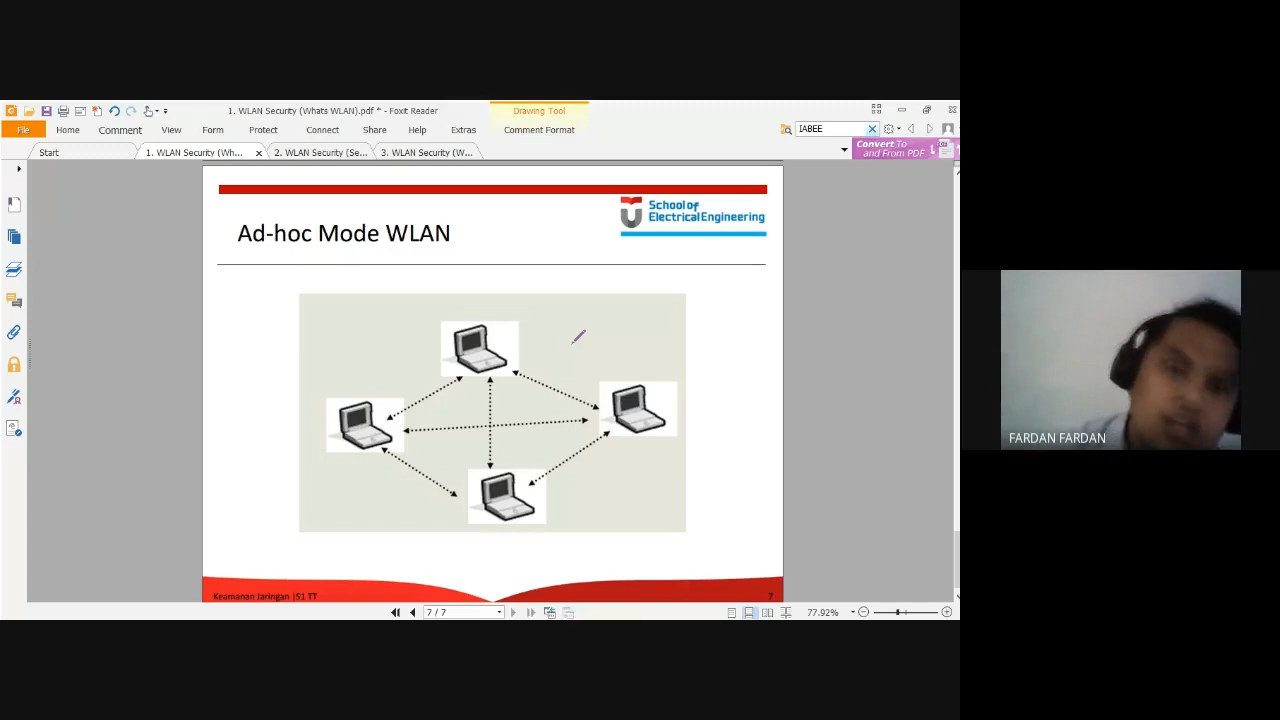 1. WLAN Security (Whats WLAN).pdf * - Foxit Reader
Drawing Tool
File Home Comment View Form Protect Connect Share Help Extras Comment Format
IABEE
Start 1. WLAN Security (Wh... 2. WLAN Security (Se... 3. WLAN Security (W...
Convert To
and From PDF
School of
Electrical Engineering
Ad-hoc Mode WLAN
FARDAN FARDAN
Keamanan Jaringan |S1 TT 7
7 / 7
77.92%